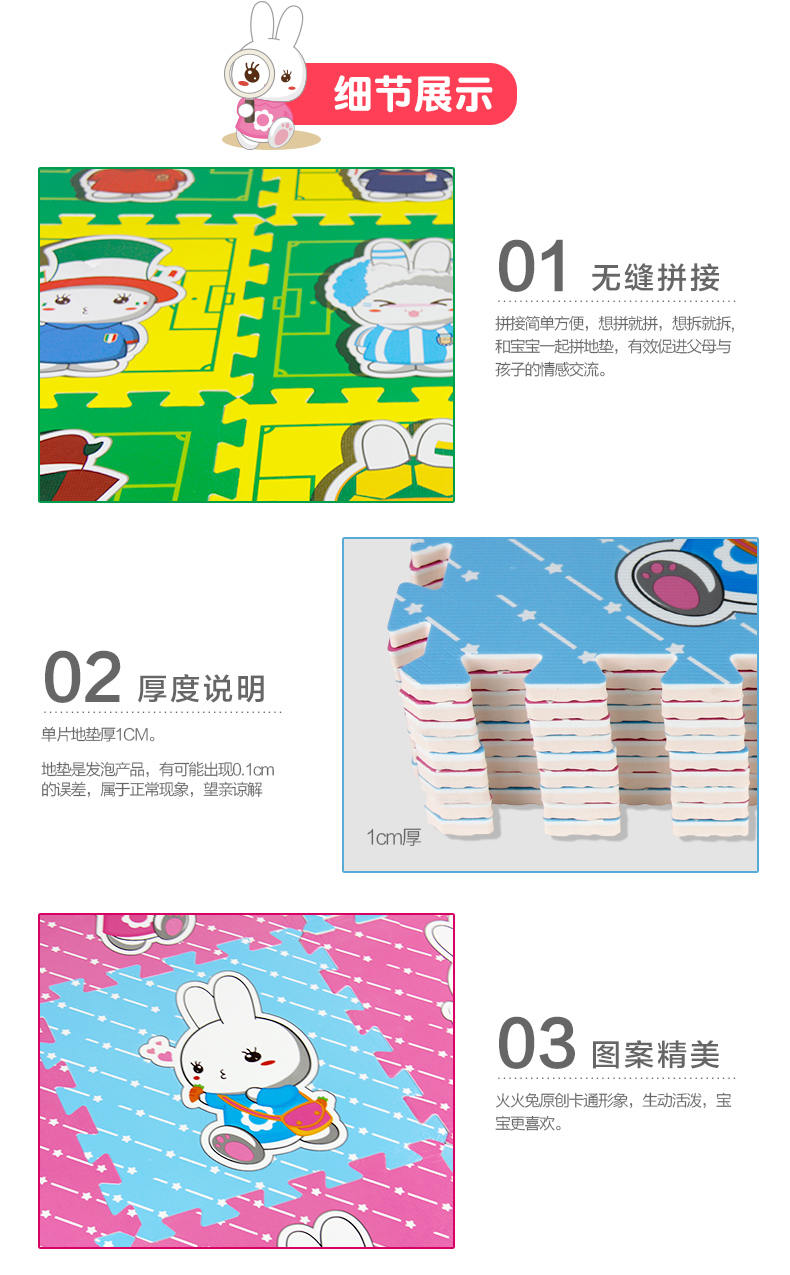 细节展示
01 无缝拼接
拼接简单方便，想拼就拼，想拆就拆,
和宝宝一起拼地垫，有效促进父母与
孩子的情感交流。
02 厚度说明
单片地垫厚1CM。
地垫是发泡产品，有可能出现0.1cm
的误差，属于正常现象，望亲谅解
1cm厚
03 图案精美
火火兔原创卡通形象，生动活发，宝
宝更喜欢。